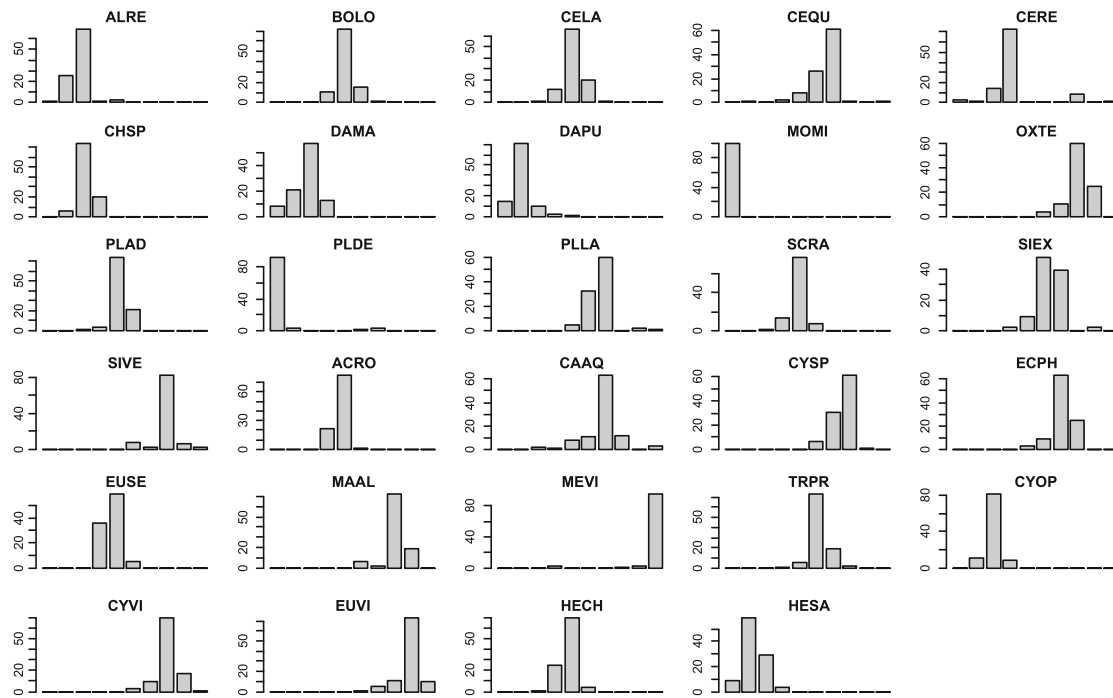 ALRE BOLO CELA CEQU CERE
0 20 50 0 20 50 0 20 50 0 20 40 60 0 20 50
CHSP DAMA DAPU MOMI OXTE
0 20 50 0 20 40 0 20 50 0 40 80 0 20 40 60
PLAD PLDE PLLA SCRA SIEX
0 20 50 0 40 80 0 20 40 60 0 40 0 20 40
SIVE ACRO CAAQ CYSP ECPH
0 40 80 0 30 70 0 20 40 60 0 20 40 60 0 20 40 60
EUSE MAAL MEVI TRPR CYOP
0 20 40 0 20 50 0 40 80 0 20 50 0 40 80
CYVI EUVI HECH HESA
0 20 50 0 20 50 0 20 50 0 20 40